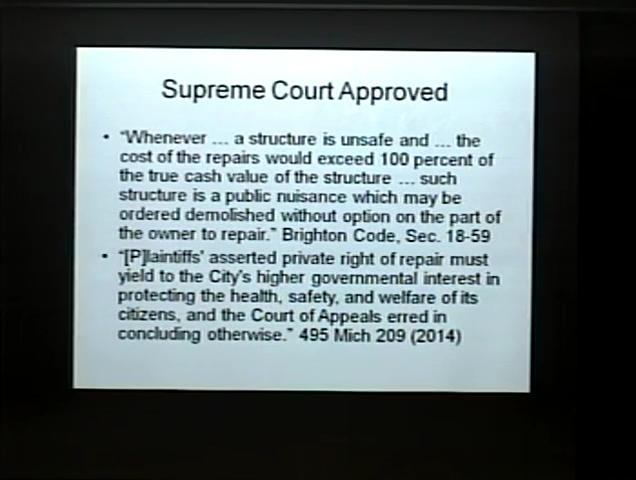 Supreme Court Approved
• "Whenever ... a structure is unsafe and ... the
cost of the repairs would exceed 100 percent of
the true cash value of the structure ... such
structure is a public nuisance which may be
ordered demolished without option on the part of
the owner to repair." Brighton Code, Sec. 18-59
• "[P]laintiffs' asserted private right of repair must
yield to the City's higher governmental interest in
protecting the health, safety, and welfare of its
citizens, and the Court of Appeals erred in
concluding otherwise." 495 Mich 209 (2014)